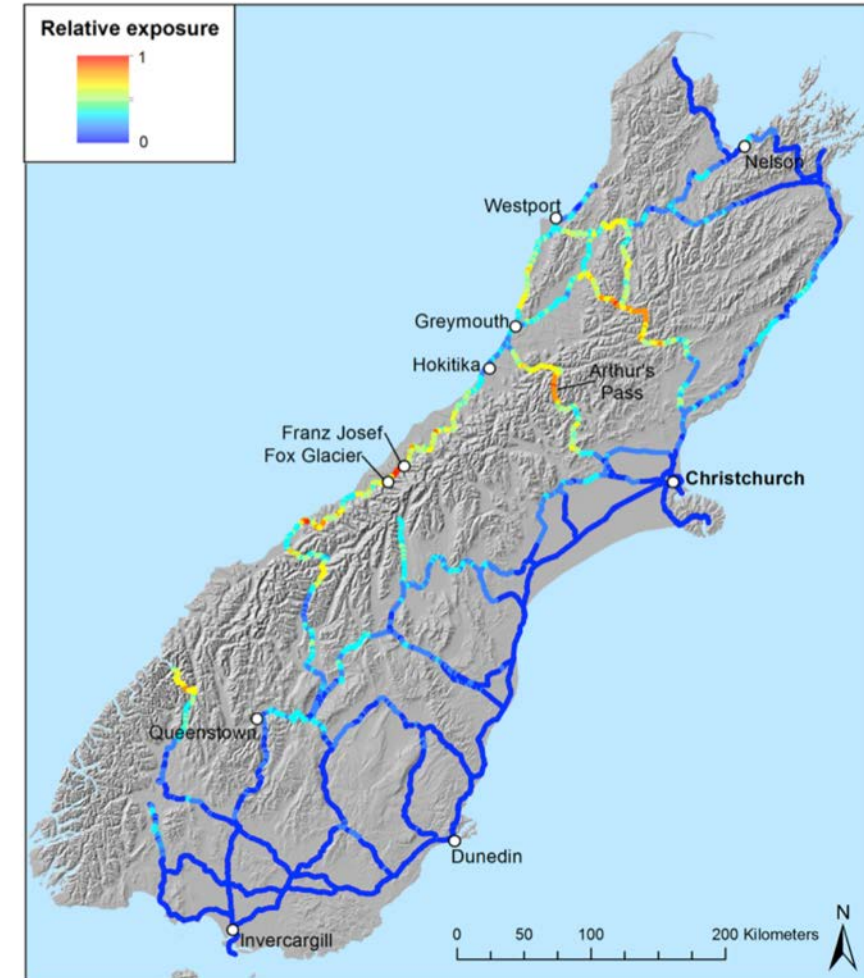 Relative exposure
1
0
Nelson
Westport
Greymouth
Hokitika
Arthur's
Pass
Franz Josef
Fox Glacier
Christchurch
Queenstown
Dunedin
Invercargill
0 50 100 200 Kilometers
N